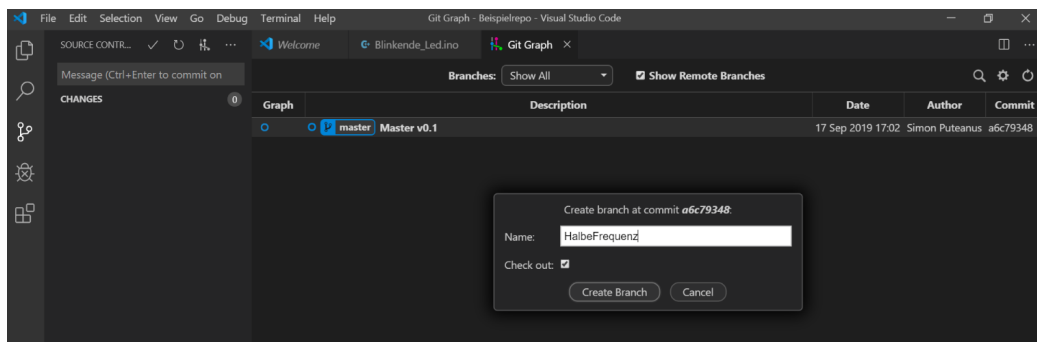 File Edit Selection View Go Debug Terminal Help Git Graph - Beispielrepo - Visual Studio Code
SOURCE CONTR... ... Welcome Blinkende_Led.ino Git Graph ...
Message (Ctrl+Enter to commit on
Branches: Show All Show Remote Branches
CHANGES 0
Graph Description Date Author Commit
master Master v0.1 17 Sep 2019 17:02 Simon Puteanus a6c79348
Create branch at commit a6c79348:
Name: HalbeFrequenz
Check out:
Create Branch Cancel